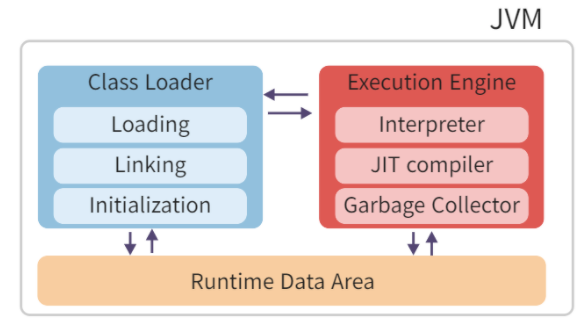 JVM
Class Loader
Loading
Linking
Initialization
Execution Engine
Interpreter
JIT compiler
Garbage Collector
Runtime Data Area